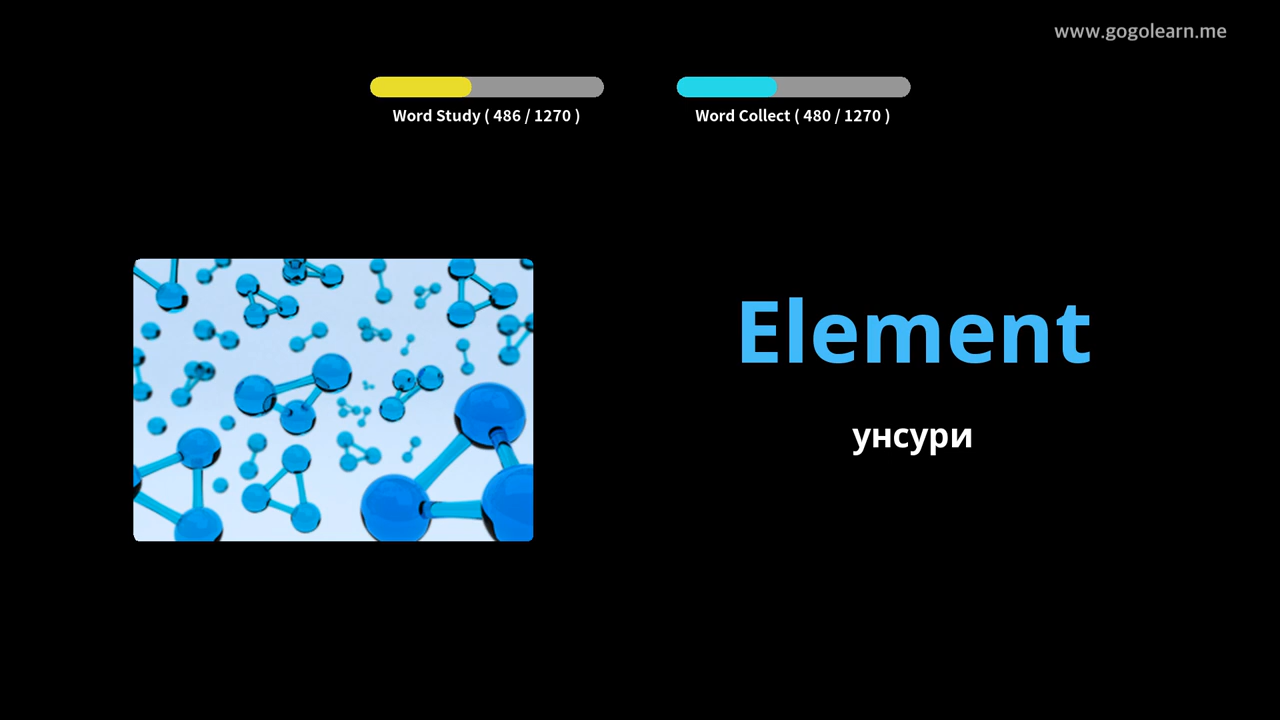 www.gogolearn.me
Word Study ( 486 / 1270 )
Word Collect ( 480 / 1270 )
Element
унсури